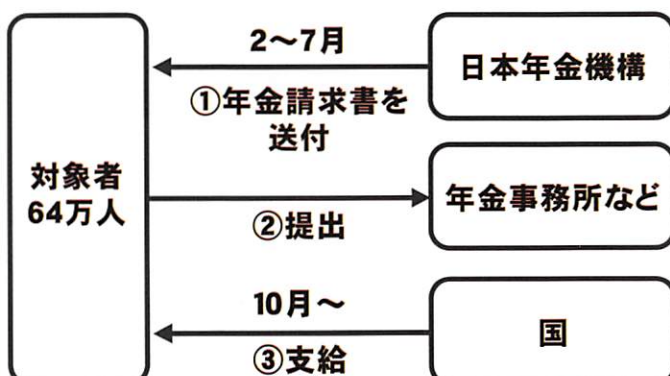 2～7月
日本年金機構
①年金請求書を
送付
対象者
64万人
年金事務所など
②提出
10月～
国
③支給